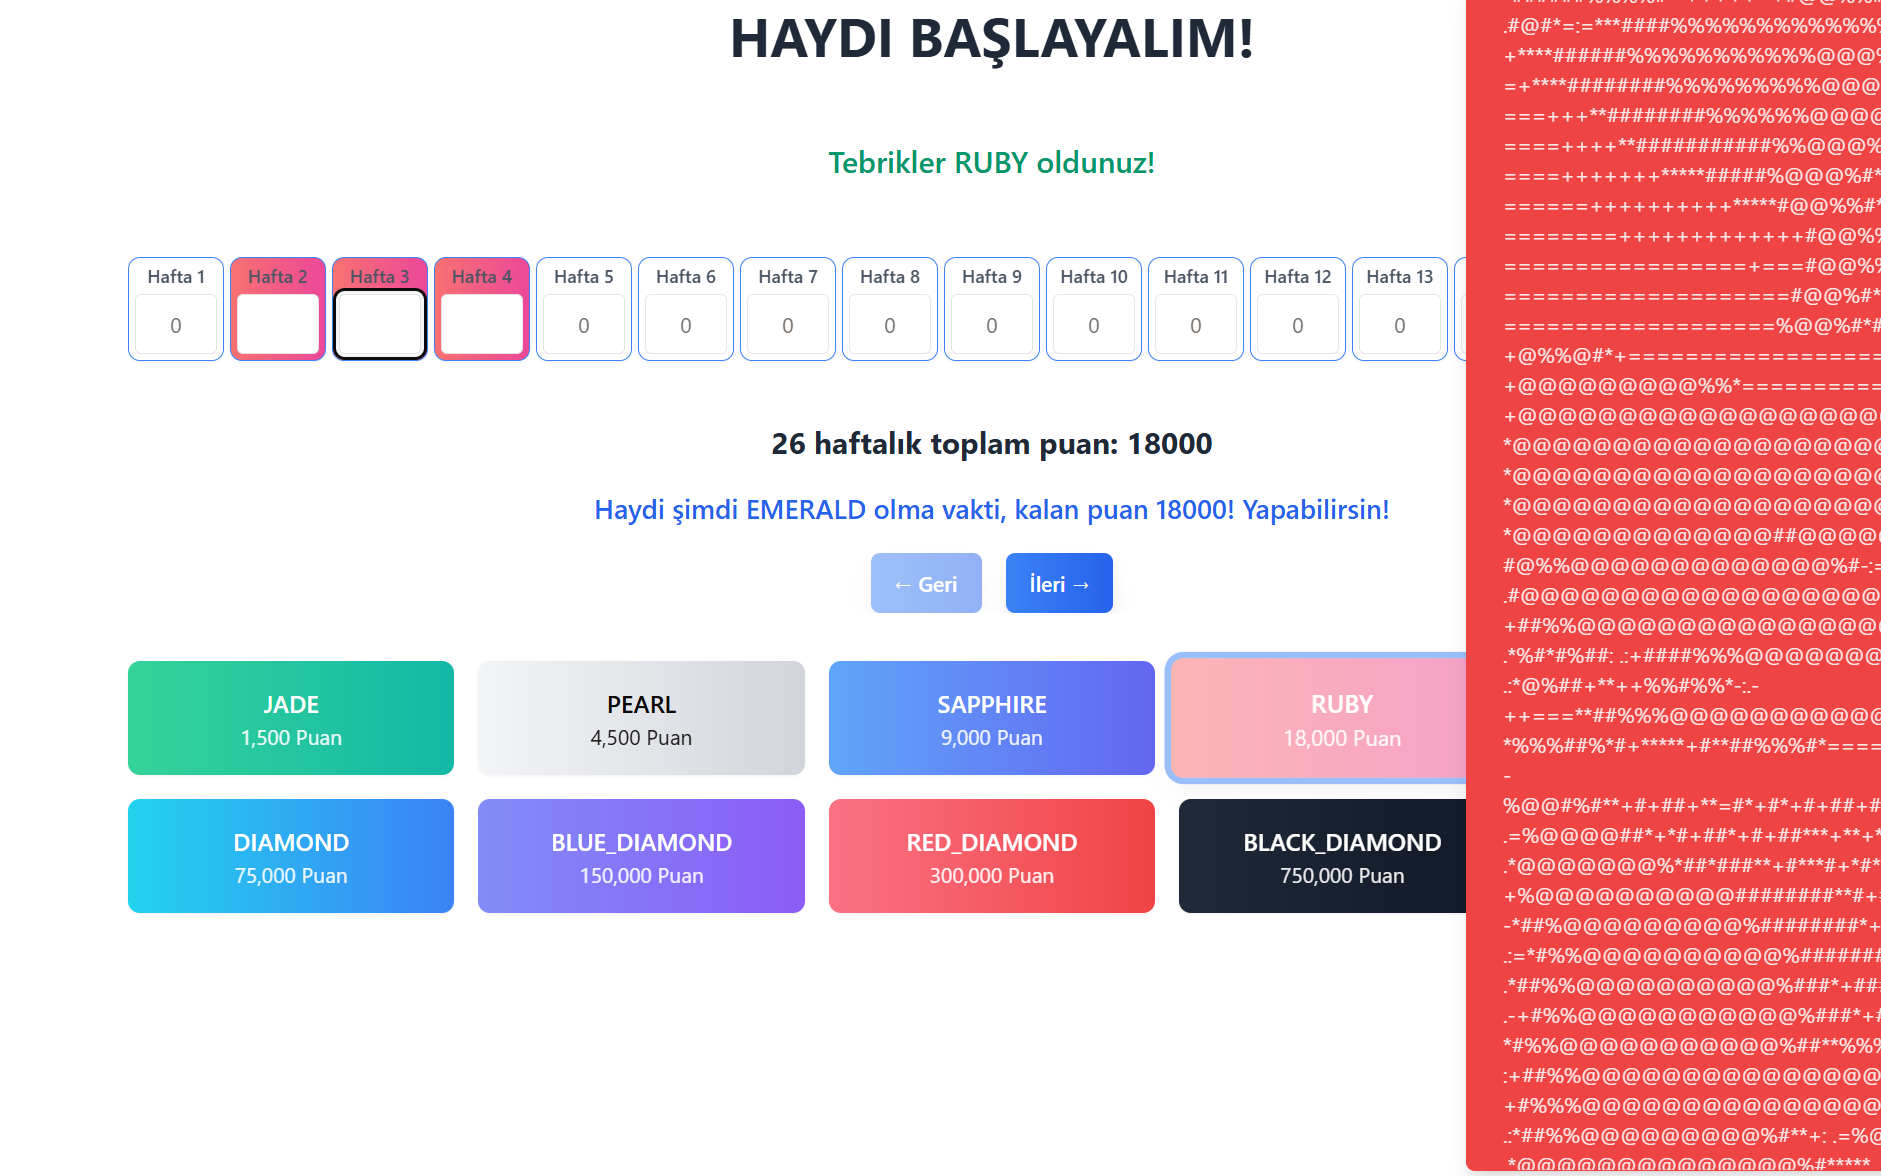 HAYDI BAŞLAYALIM!
Tebrikler RUBY oldunuz!
Hafta 1 Hafta 2 Hafta 3 Hafta 4 Hafta 5 Hafta 6 Hafta 7 Hafta 8 Hafta 9 Hafta 10 Hafta 11 Hafta 12 Hafta 13
0 0 0 0 0 0 0 0 0 0
26 haftalık toplam puan: 18000
Haydi şimdi EMERALD olma vakti, kalan puan 18000! Yapabilirsin!
← Geri İleri →
JADE PEARL SAPPHIRE RUBY
1,500 Puan 4,500 Puan 9,000 Puan 18,000 Puan
DIAMOND BLUE_DIAMOND RED_DIAMOND BLACK_DIAMOND
75,000 Puan 150,000 Puan 300,000 Puan 750,000 Puan